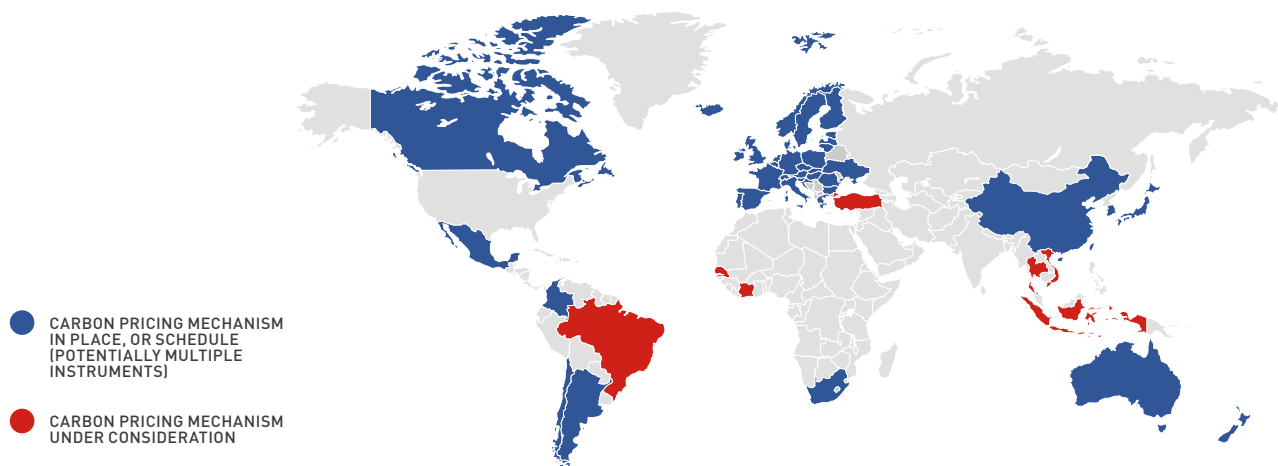 CARBON PRICING MECHANISM
IN PLACE, OR SCHEDULE
(POTENTIALLY MULTIPLE
INSTRUMENTS)
CARBON PRICING MECHANISM
UNDER CONSIDERATION